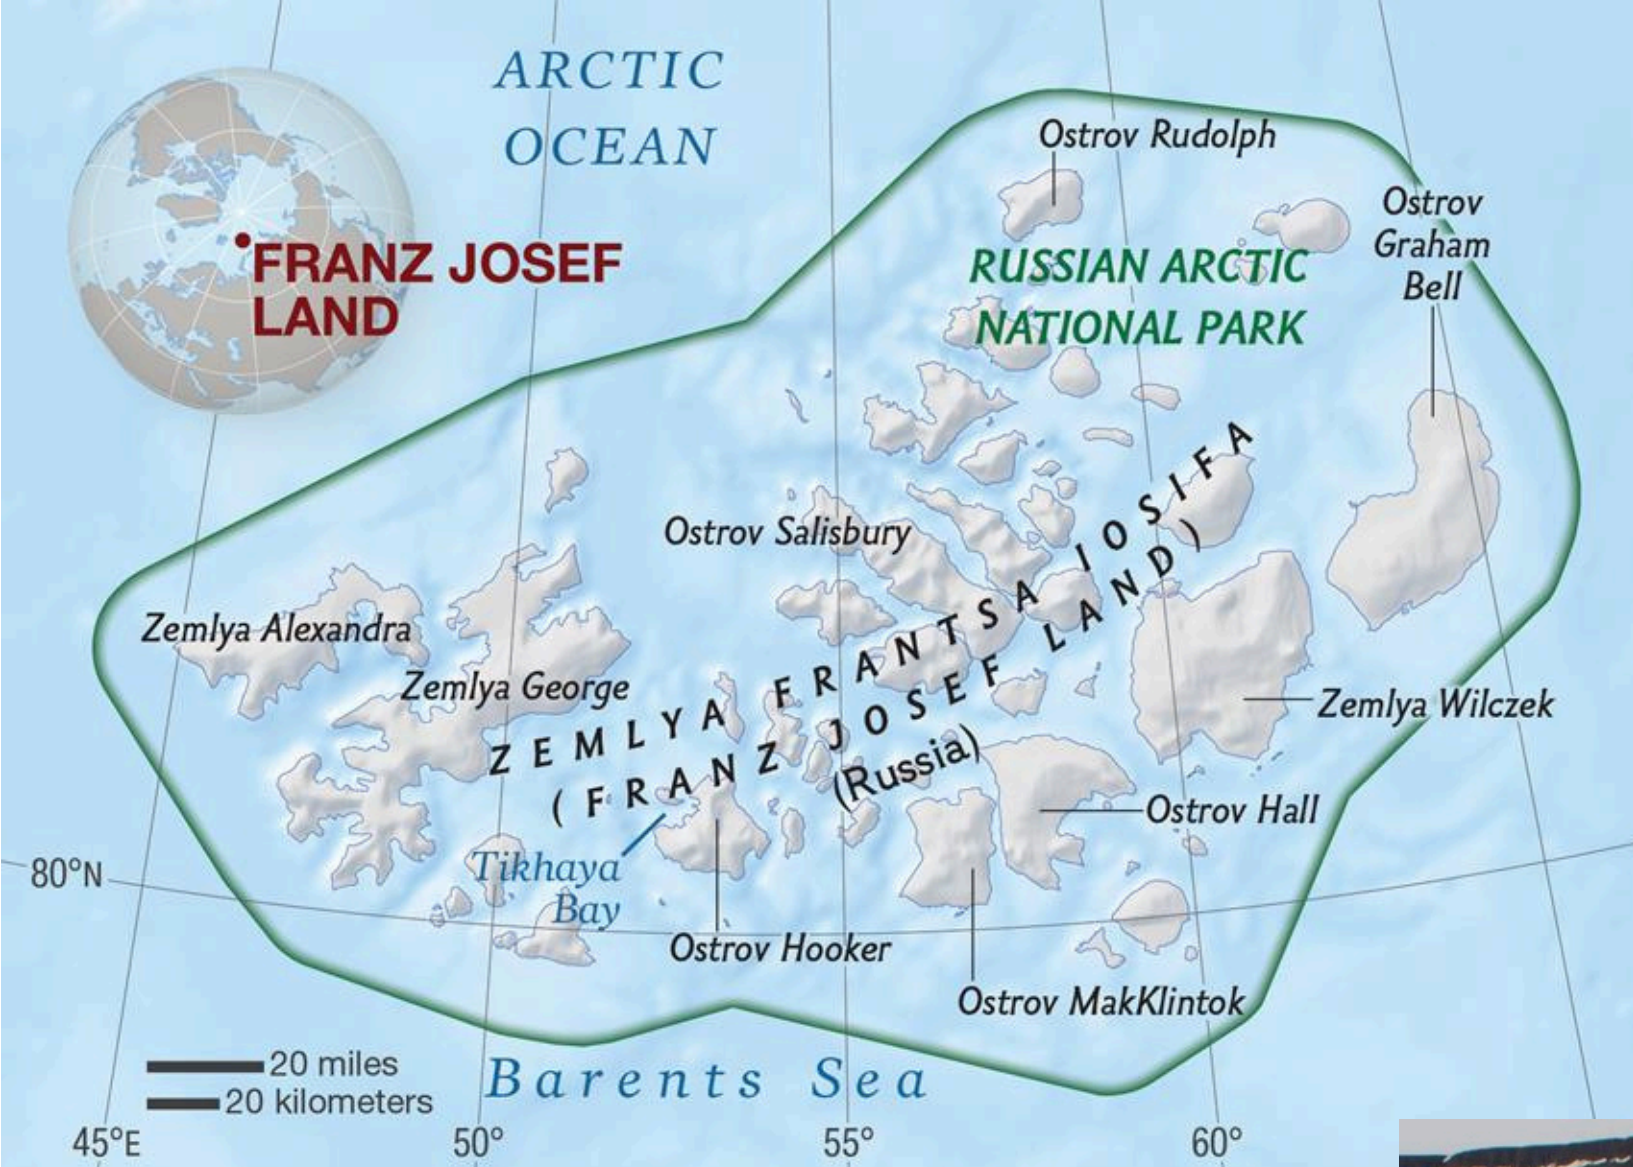 ARCTIC
OCEAN
FRANZ JOSEF
LAND
Ostrov Rudolph
Ostrov
Graham
Bell
RUSSIAN ARCTIC
NATIONAL PARK
Ostrov Salisbury
Zemlya Alexandra
Zemlya George
ZEMLYA FRANTSA IOSIFA
(FRANZ JOSEF LAND)
(Russia)
Zemlya Wilczek
Ostrov Hall
Tikhaya
Bay
80°N
Ostrov Hooker
Ostrov MakKlintok
20 miles
20 kilometers
Barents Sea
45°E
50°
55°
60°